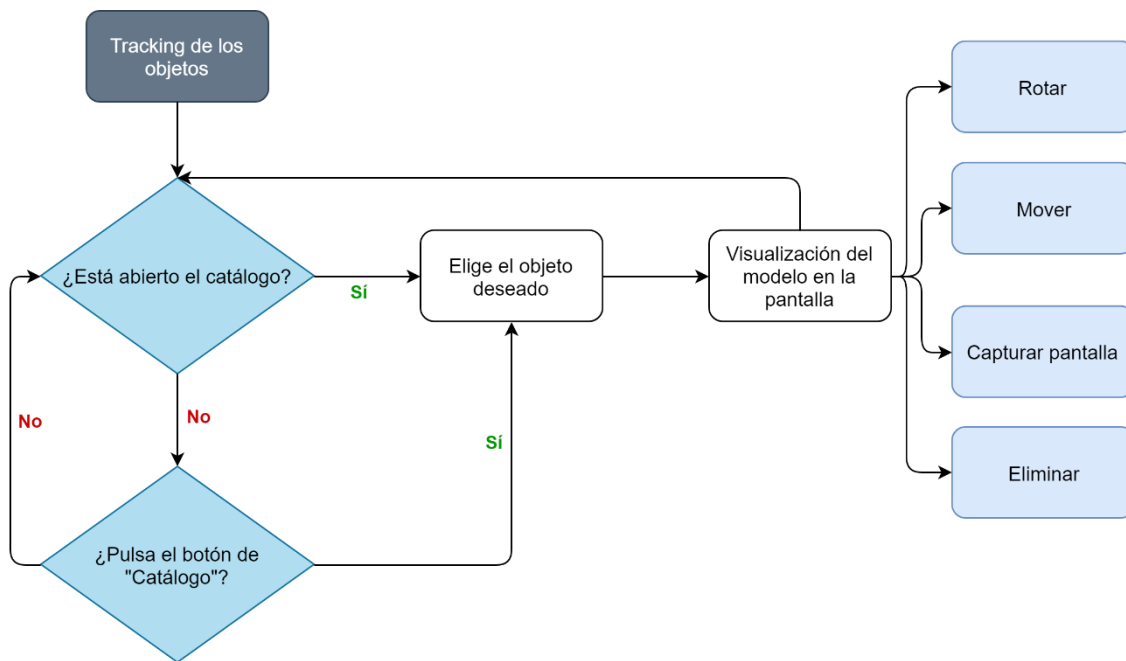 Tracking de los
objetos
¿Está abierto el catálogo?
Sí
Elige el objeto
deseado
Visualización del
modelo en la
pantalla
Rotar
Mover
Capturar pantalla
Eliminar
No
No
Sí
¿Pulsa el botón de
"Catálogo"?